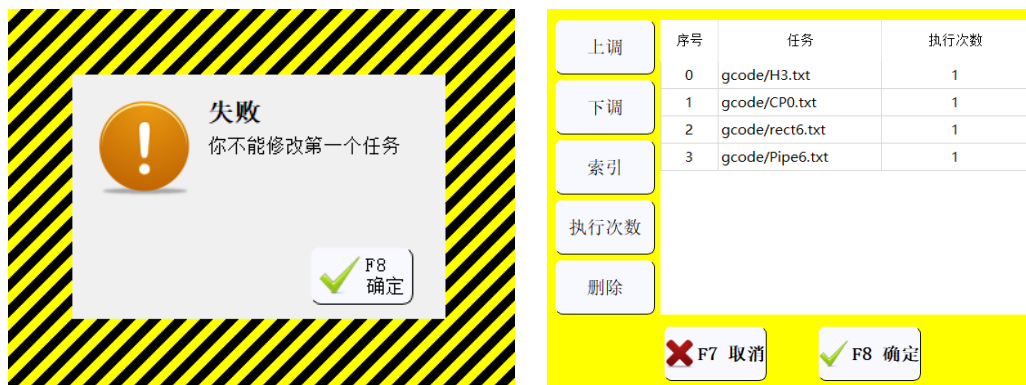 失败
你不能修改第一个任务
F8
确定
上调
下调
索引
执行次数
删除
序号 任务 执行次数
0 gcode/H3.txt 1
1 gcode/CP0.txt 1
2 gcode/rect6.txt 1
3 gcode/Pipe6.txt 1
F7 取消
F8 确定